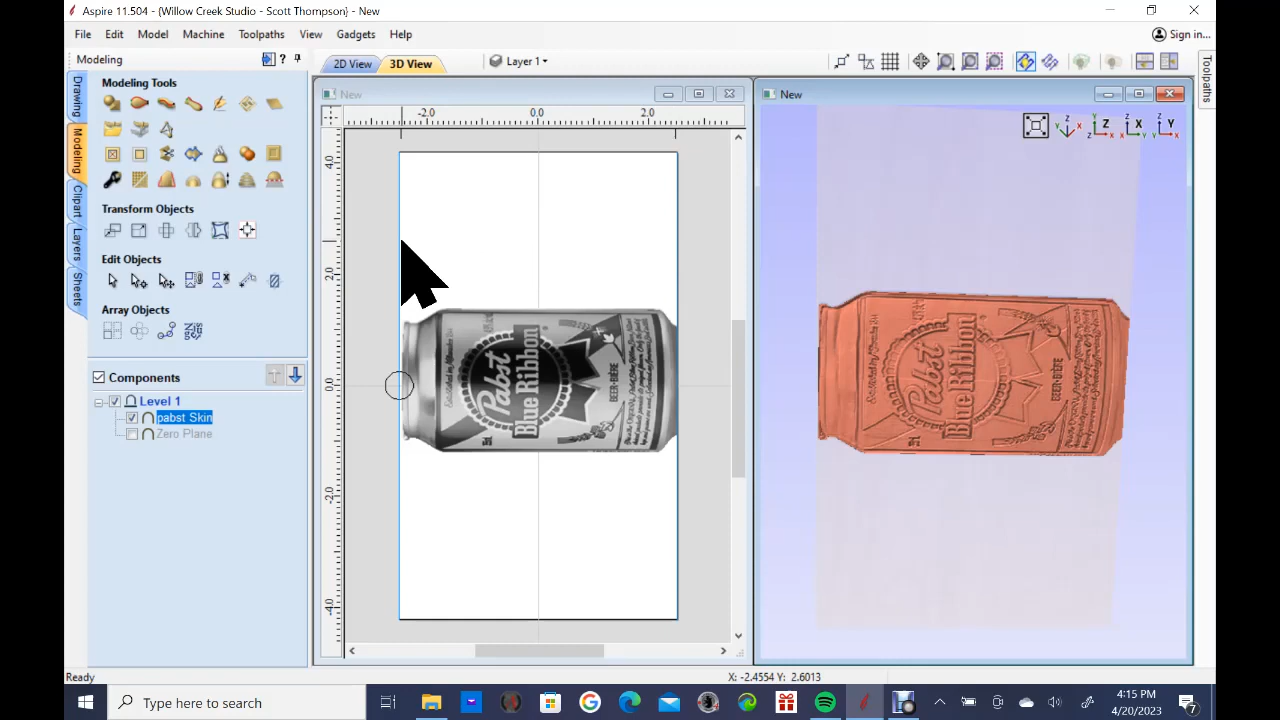 Aspire 11.504 - {Willow Creek Studio - Scott Thompson} - New
File Edit Model Machine Toolpaths View Gadgets Help
Sign in...
Modeling
2D View 3D View Layer 1
Drawing
Modeling
Clipart
Layers
Sheets
Modeling Tools
Transform Objects
Edit Objects
Array Objects
Components
Level 1
pabst Skin
Zero Plane
New
-2.0 0.0 2.0
4.0
2.0
0.0
-2.0
-4.0
Pabst
Blue Ribbon
BEER•BIÈRE
New
Z X Y
Pabst
Blue Ribbon
BEER•BIÈRE
Toolpaths
Ready
X: -2.4554 Y: 2.6013
Type here to search
4:15 PM
4/20/2023
7